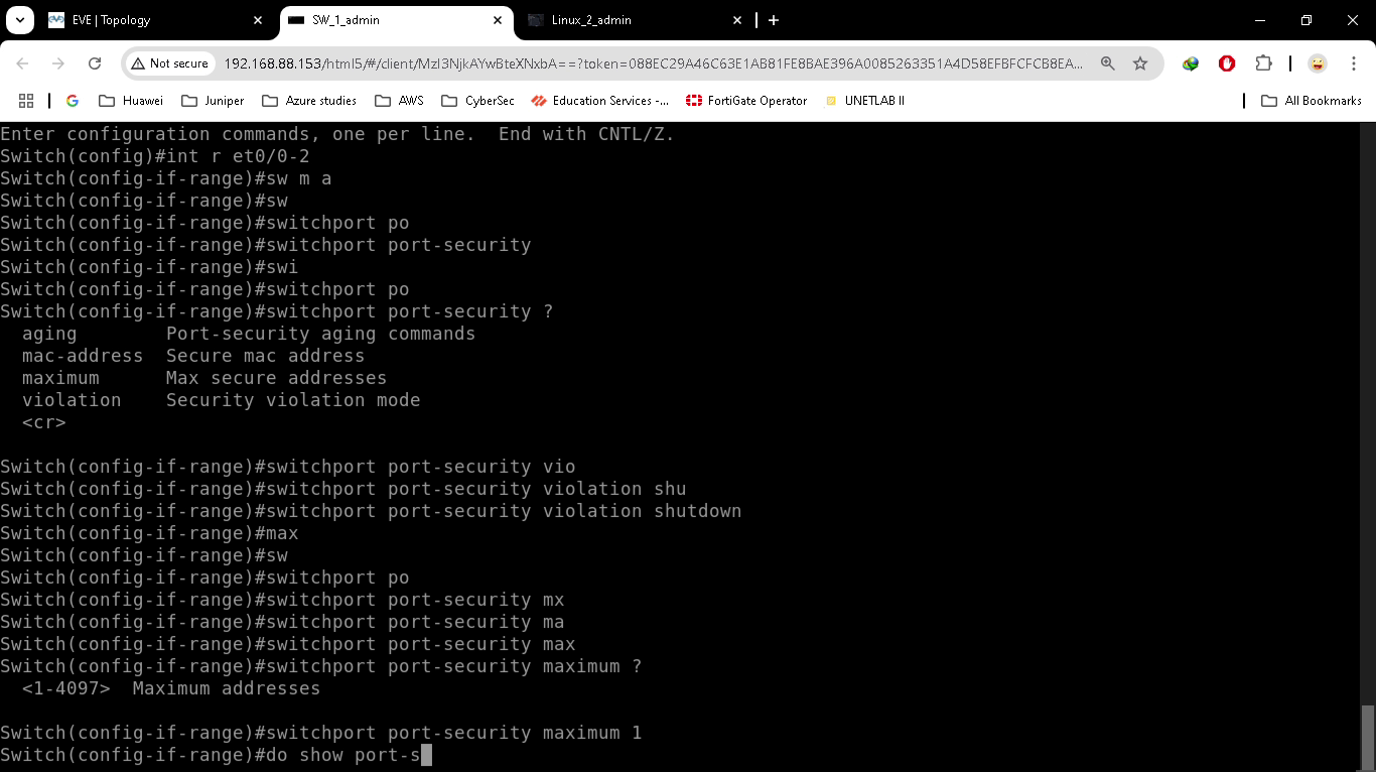 EVE | Topology
SW_1_admin
Linux_2_admin
Not secure
192.168.88.153/html5/#/client/MzI3NjkAYwBteXNxbA==?token=088EC29A46C63E1AB81FE8BAE396A0085263351A4D58EFBFCFCB8EA...
Huawei
Juniper
Azure studies
AWS
CyberSec
Education Services -...
FortiGate Operator
UNETLAB II
All Bookmarks
Enter configuration commands, one per line.  End with CNTL/Z.
Switch(config)#int r et0/0-2
Switch(config-if-range)#sw m a
Switch(config-if-range)#sw
Switch(config-if-range)#switchport po
Switch(config-if-range)#switchport port-security
Switch(config-if-range)#swi
Switch(config-if-range)#switchport po
Switch(config-if-range)#switchport port-security ?
  aging        Port-security aging commands
  mac-address  Secure mac address
  maximum      Max secure addresses
  violation    Security violation mode
  <cr>
Switch(config-if-range)#switchport port-security vio
Switch(config-if-range)#switchport port-security violation shu
Switch(config-if-range)#switchport port-security violation shutdown
Switch(config-if-range)#max
Switch(config-if-range)#sw
Switch(config-if-range)#switchport po
Switch(config-if-range)#switchport port-security mx
Switch(config-if-range)#switchport port-security ma
Switch(config-if-range)#switchport port-security max
Switch(config-if-range)#switchport port-security maximum ?
  <1-4097>  Maximum addresses
Switch(config-if-range)#switchport port-security maximum 1
Switch(config-if-range)#do show port-s